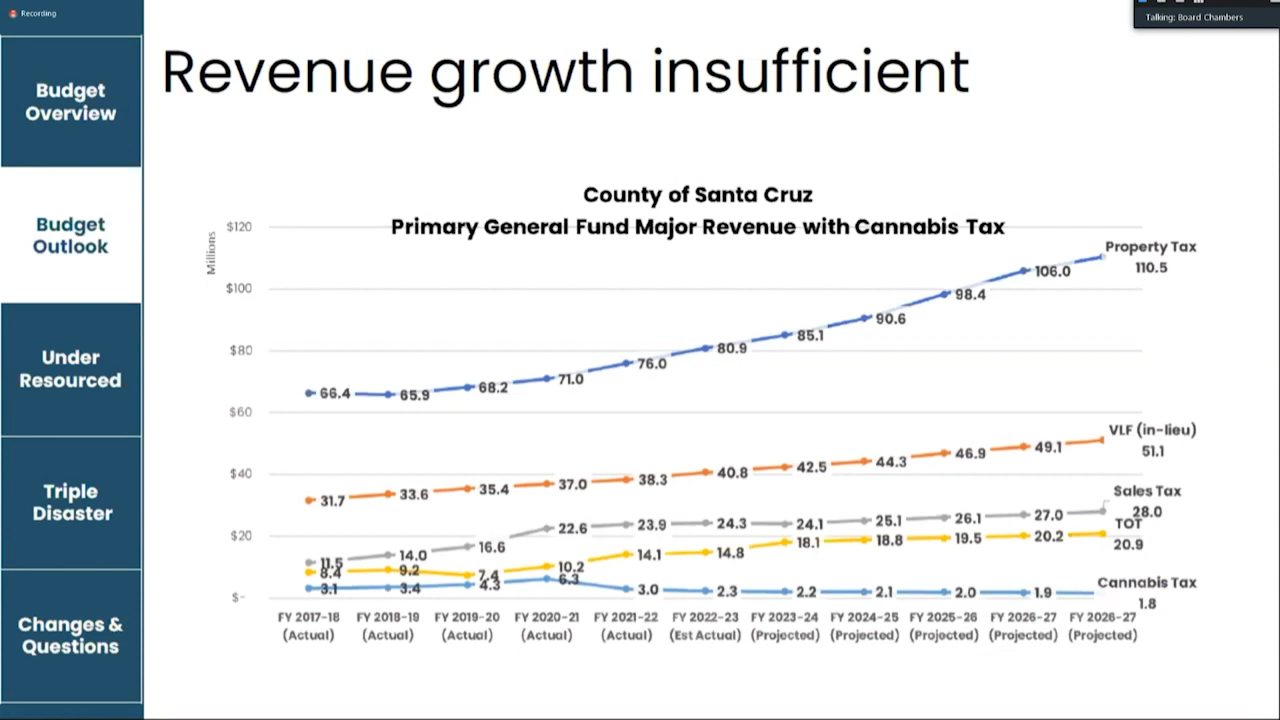 Recording
Talking: Board Chambers
Budget
Overview
Budget
Outlook
Under
Resourced
Triple
Disaster
Changes &
Questions
Revenue growth insufficient
County of Santa Cruz
Primary General Fund Major Revenue with Cannabis Tax
Millions
$120
$100
$80
$60
$40
$20
$-
66.4 65.9 68.2 71.0 76.0 80.9 85.1 90.6 98.4 106.0
Property Tax
110.5
31.7 33.6 35.4 37.0 38.3 40.8 42.5 44.3 46.9 49.1
VLF (in-lieu)
51.1
11.5 14.0 16.6 22.6 23.9 24.3 24.1 25.1 26.1 27.0
Sales Tax
28.0
8.4 9.2 7.4 10.2 14.1 14.8 18.1 18.8 19.5 20.2
TOT
20.9
3.1 3.4 4.3 6.3 3.0 2.3 2.2 2.1 2.0 1.9
Cannabis Tax
1.8
FY 2017-18 FY 2018-19 FY 2019-20 FY 2020-21 FY 2021-22 FY 2022-23 FY 2023-24 FY 2024-25 FY 2025-26 FY 2026-27 FY 2026-27
(Actual) (Actual) (Actual) (Actual) (Actual) (Est Actual) (Projected) (Projected) (Projected) (Projected) (Projected)